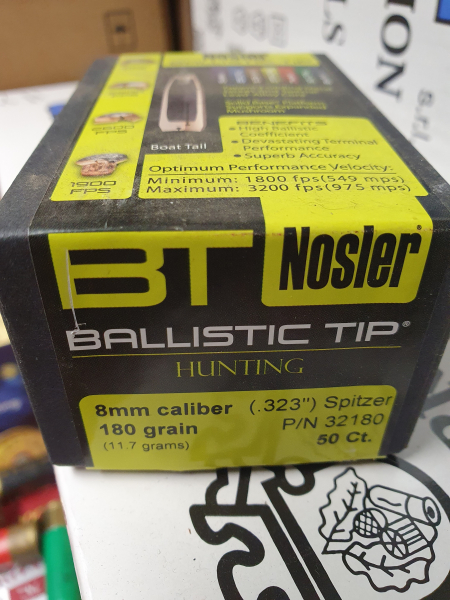 Nosler
BENEFITS
• High Ballistic
Coefficient
• Devastating Terminal
Performance
• Superb Accuracy
Boat Tail
Optimum Performance Velocity:
Minimum: 1800 fps(549 mps)
Maximum: 3200 fps(975 mps)
1800
FPS
BT Nosler®
BALLISTIC TIP®
HUNTING
8mm caliber (.323") Spitzer
180 grain P/N 32180
(11.7 grams) 50 Ct.
ION
s.r.l